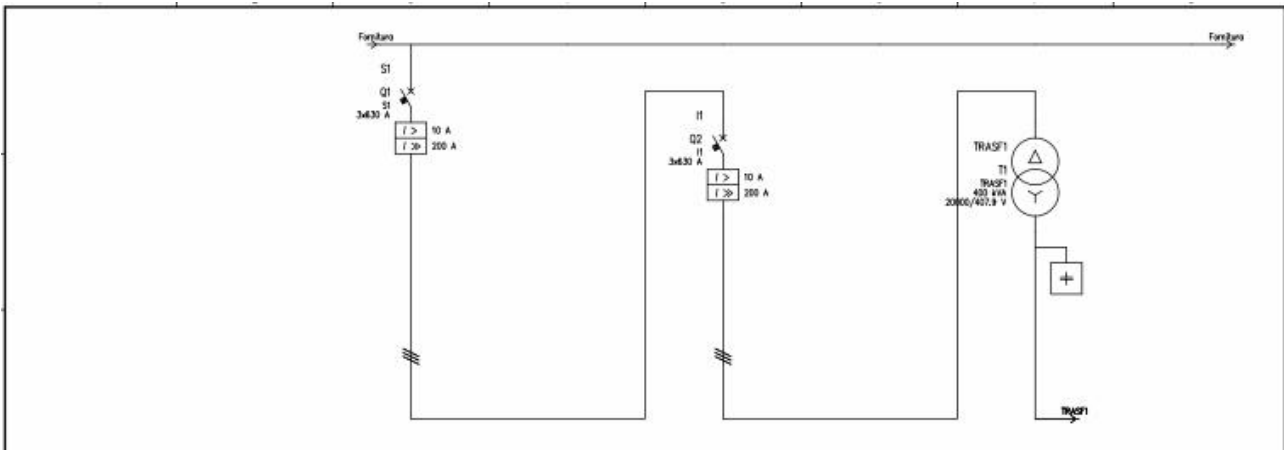 Fornitura
Fornitura
S1
Q1
S1
3x630 A
I > 10 A
I >> 200 A
I1
Q2
I1
3x630 A
I > 10 A
I >> 200 A
TRASF1
T1
TRASF1
400 kVA
20000/407.9 V
TRASF1